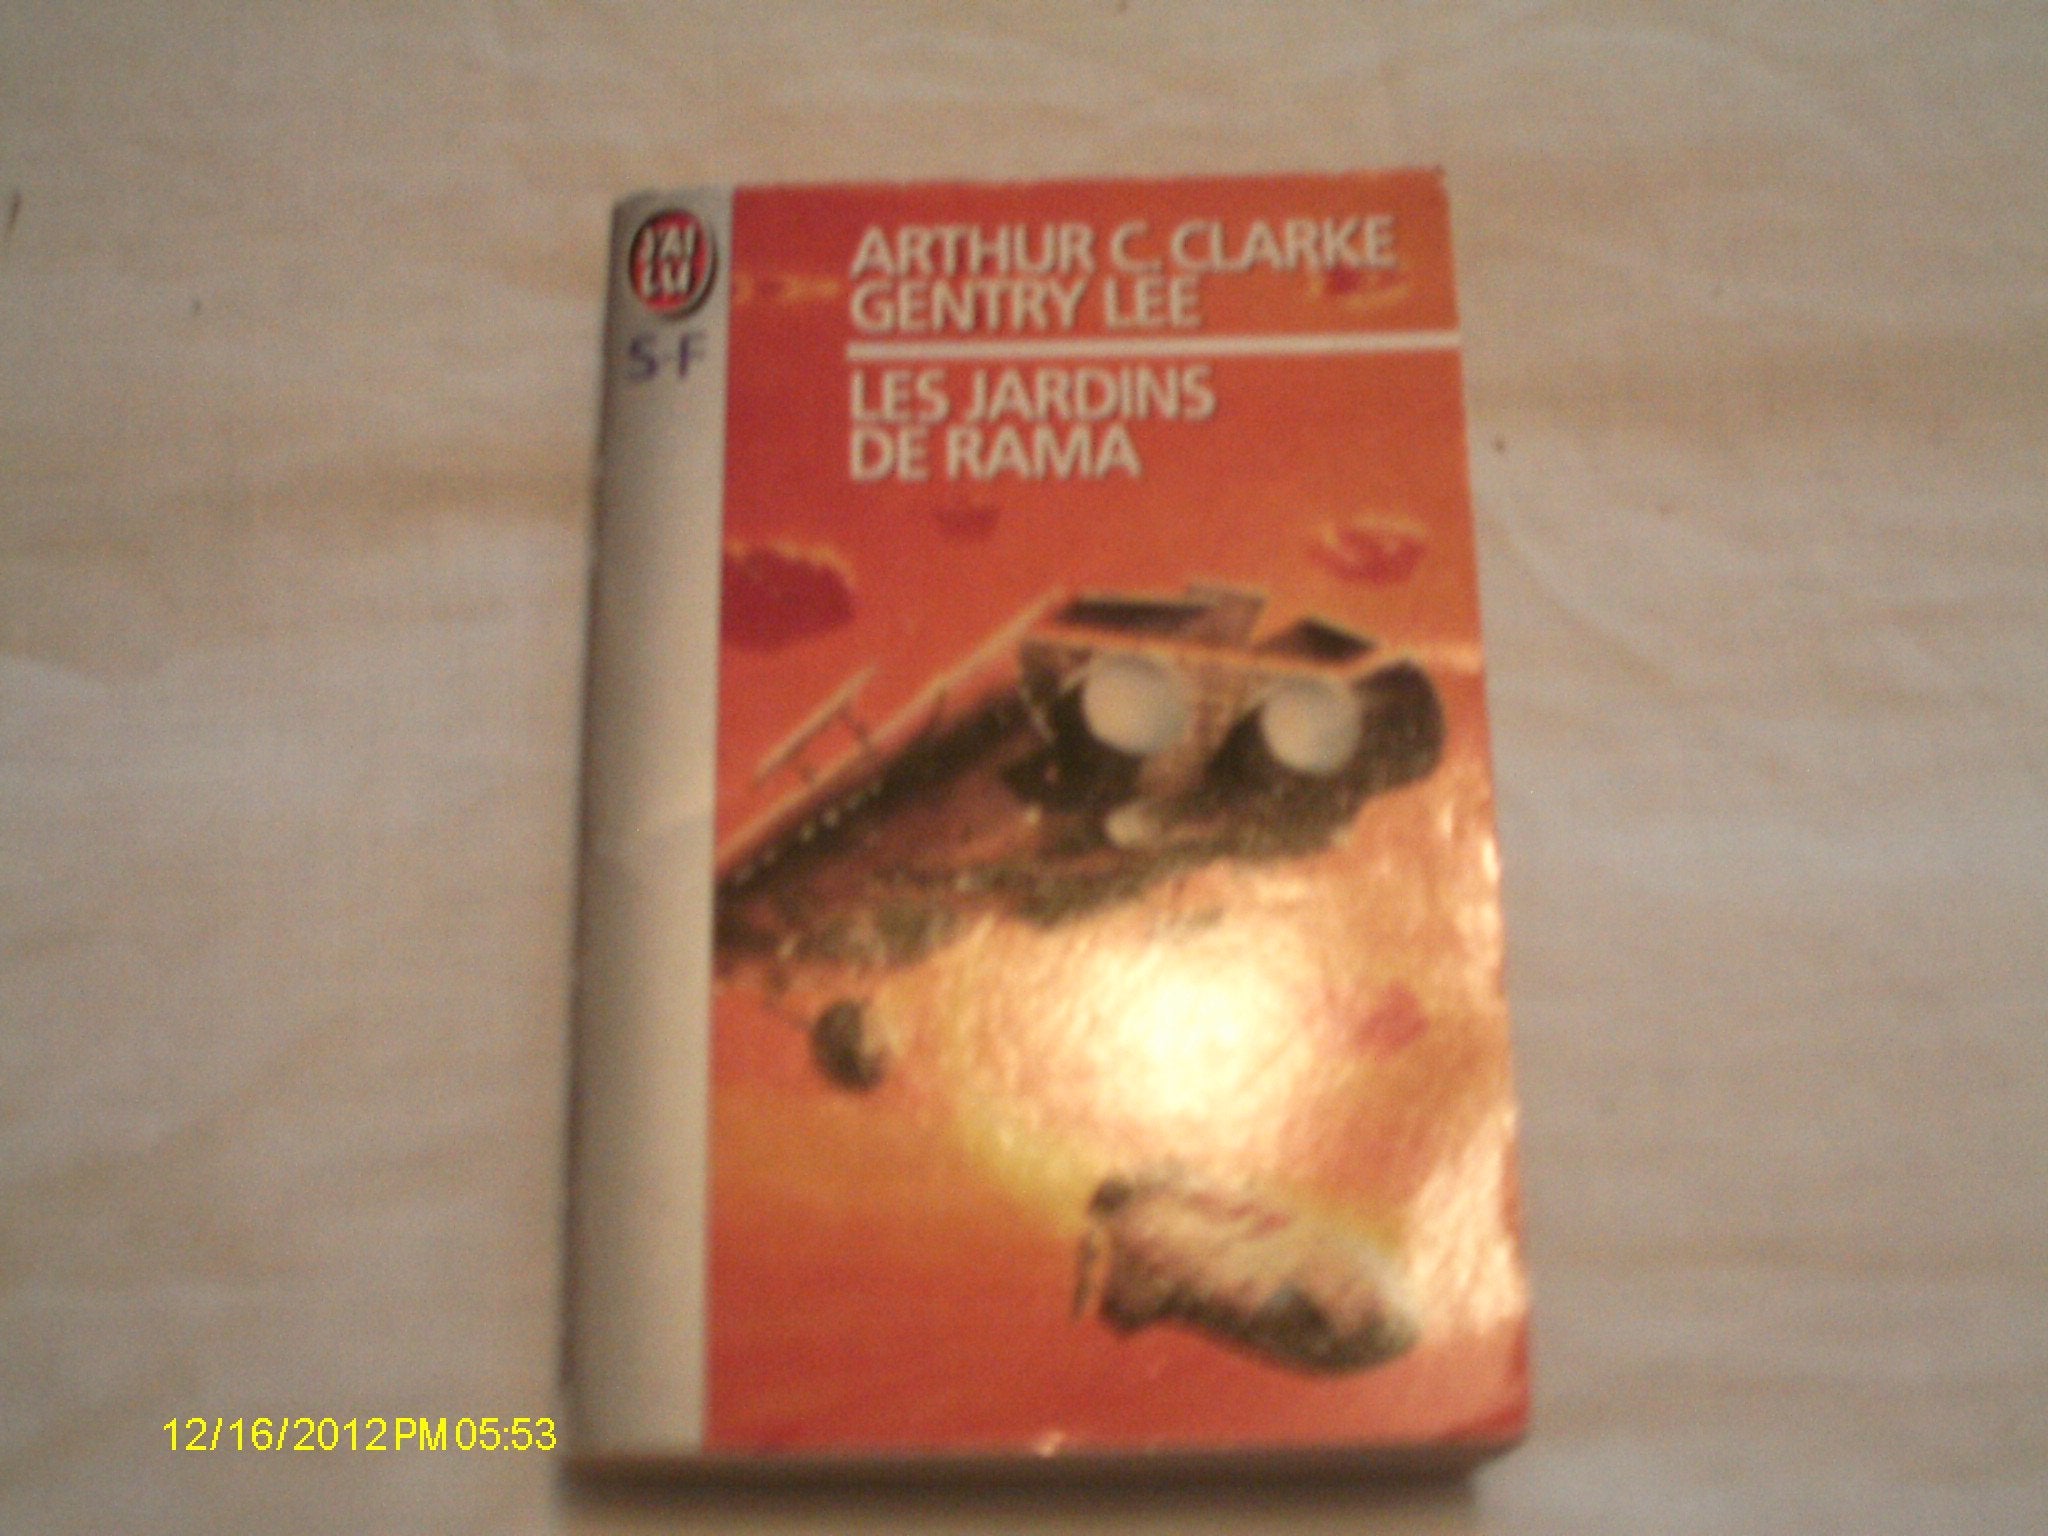 J'AI
LU
S-F
ARTHUR C. CLARKE
GENTRY LEE
LES JARDINS
DE RAMA
12/16/2012 PM 05:53